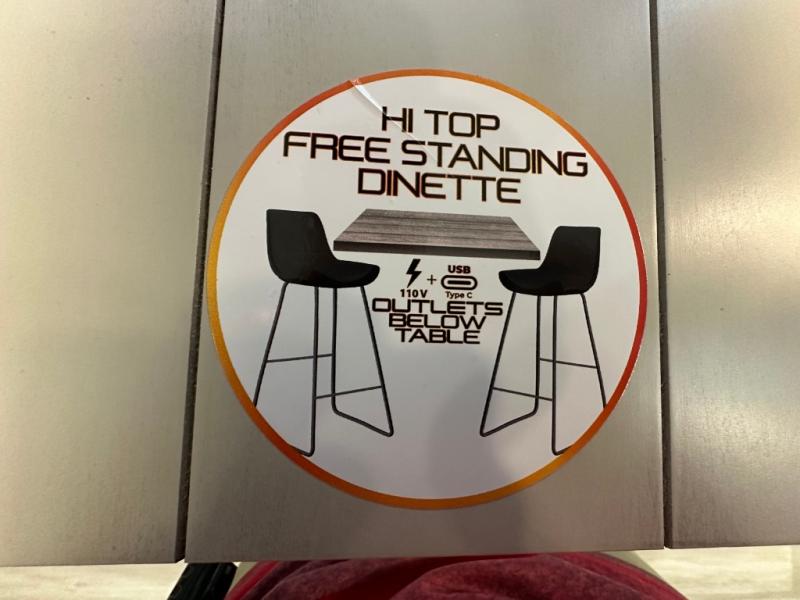 HI TOP
FREE STANDING
DINETTE
+ USB
110V Type C
OUTLETS
BELOW
TABLE